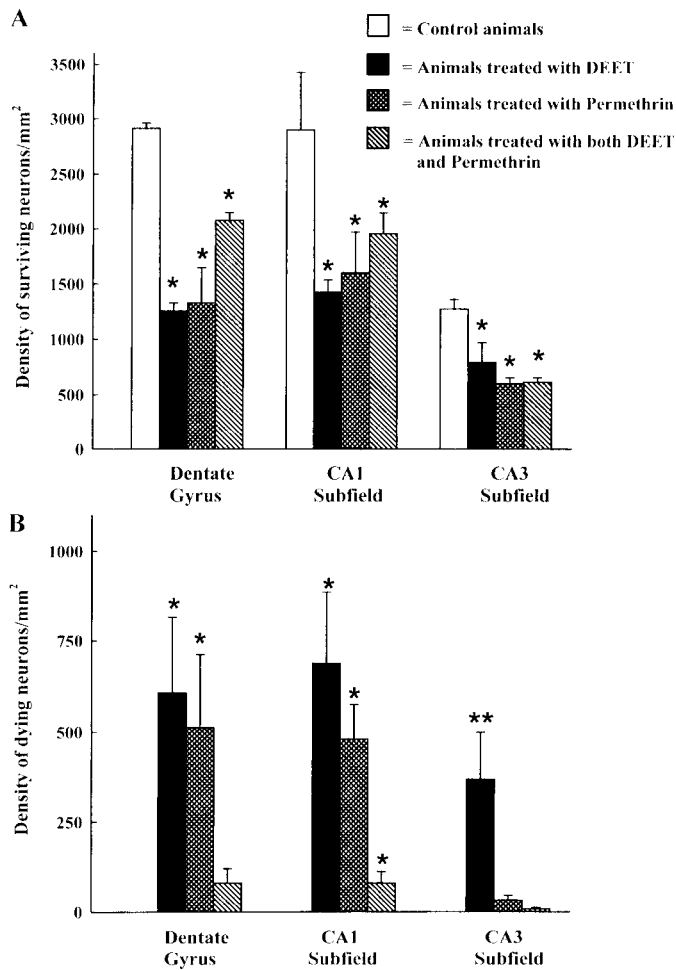 A
= Control animals
= Animals treated with DEET
= Animals treated with Permethrin
= Animals treated with both DEET
and Permethrin
Density of surviving neurons/mm²
3500
3000
2500
2000
1500
1000
500
0
* * *
* * *
* * *
Dentate
Gyrus
CA1
Subfield
CA3
Subfield
B
Density of dying neurons/mm²
1000
750
500
250
0
* *
* * *
**
Dentate
Gyrus
CA1
Subfield
CA3
Subfield